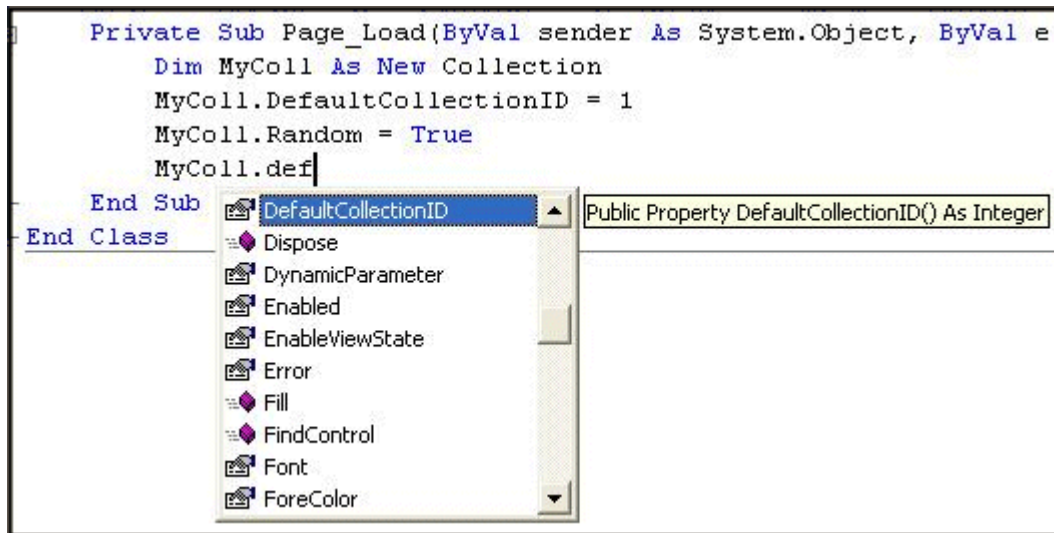 Private Sub Page_Load(ByVal sender As System.Object, ByVal e
Dim MyColl As New Collection
MyColl.DefaultCollectionID = 1
MyColl.Random = True
MyColl.def
End Sub
DefaultCollectionID
Public Property DefaultCollectionID() As Integer
End Class
Dispose
DynamicParameter
Enabled
EnableViewState
Error
Fill
FindControl
Font
ForeColor